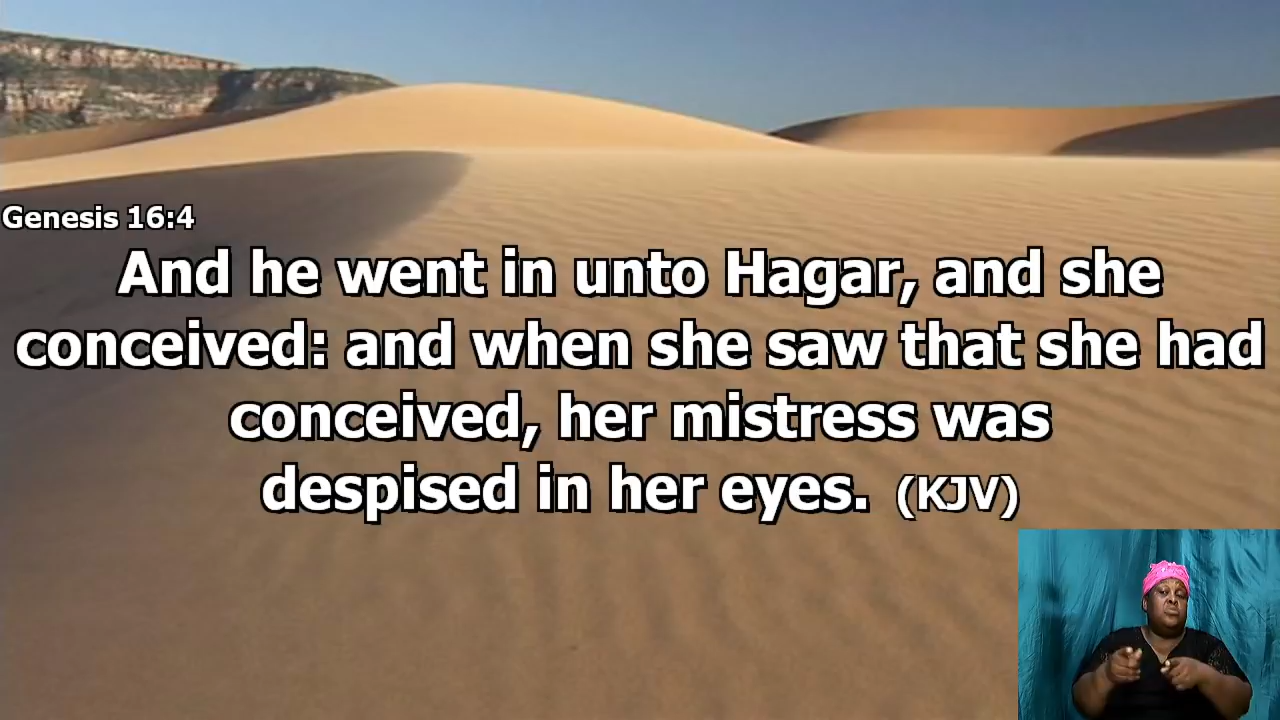 Genesis 16:4
And he went in unto Hagar, and she
conceived: and when she saw that she had
conceived, her mistress was
despised in her eyes. (KJV)